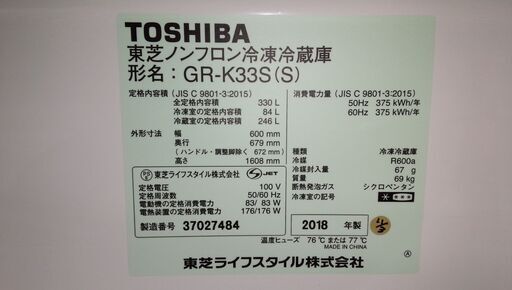 TOSHIBA
東芝ノンフロン冷凍冷蔵庫
形名：GR-K33S(S)
定格内容積（JIS C 9801-3:2015）
全定格内容積 330 L
冷凍室の定格内容積 84 L
冷蔵室の定格内容積 246 L
外形寸法 幅 600 mm
奥行 679 mm
（ハンドル・調整脚除く 672 mm）
高さ 1608 mm
東芝ライフスタイル株式会社 JET
定格電圧 100 V
定格周波数 50/60 Hz
電動機の定格消費電力 83/ 83 W
電熱装置の定格消費電力 176/176 W
製造番号 37027484
消費電力量（JIS C 9801-3:2015）
50Hz 375 kWh/年
60Hz 375 kWh/年
種類 冷凍冷蔵庫
冷媒 R600a
冷媒封入量 67 g
質量 69 kg
断熱発泡ガス シクロペンタン
冷凍室の記号
2018 年製
温度ヒューズ 76℃ または 77℃
MADE IN CHINA
東芝ライフスタイル株式会社
Ⓐ